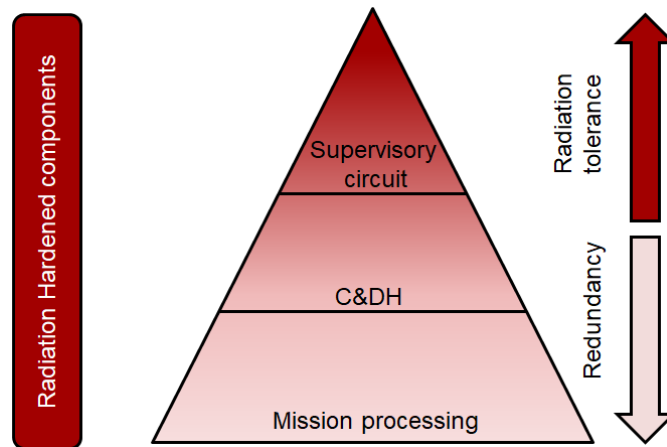 Radiation Hardened components
Supervisory
circuit
C&DH
Mission processing
Radiation
tolerance
Redundancy